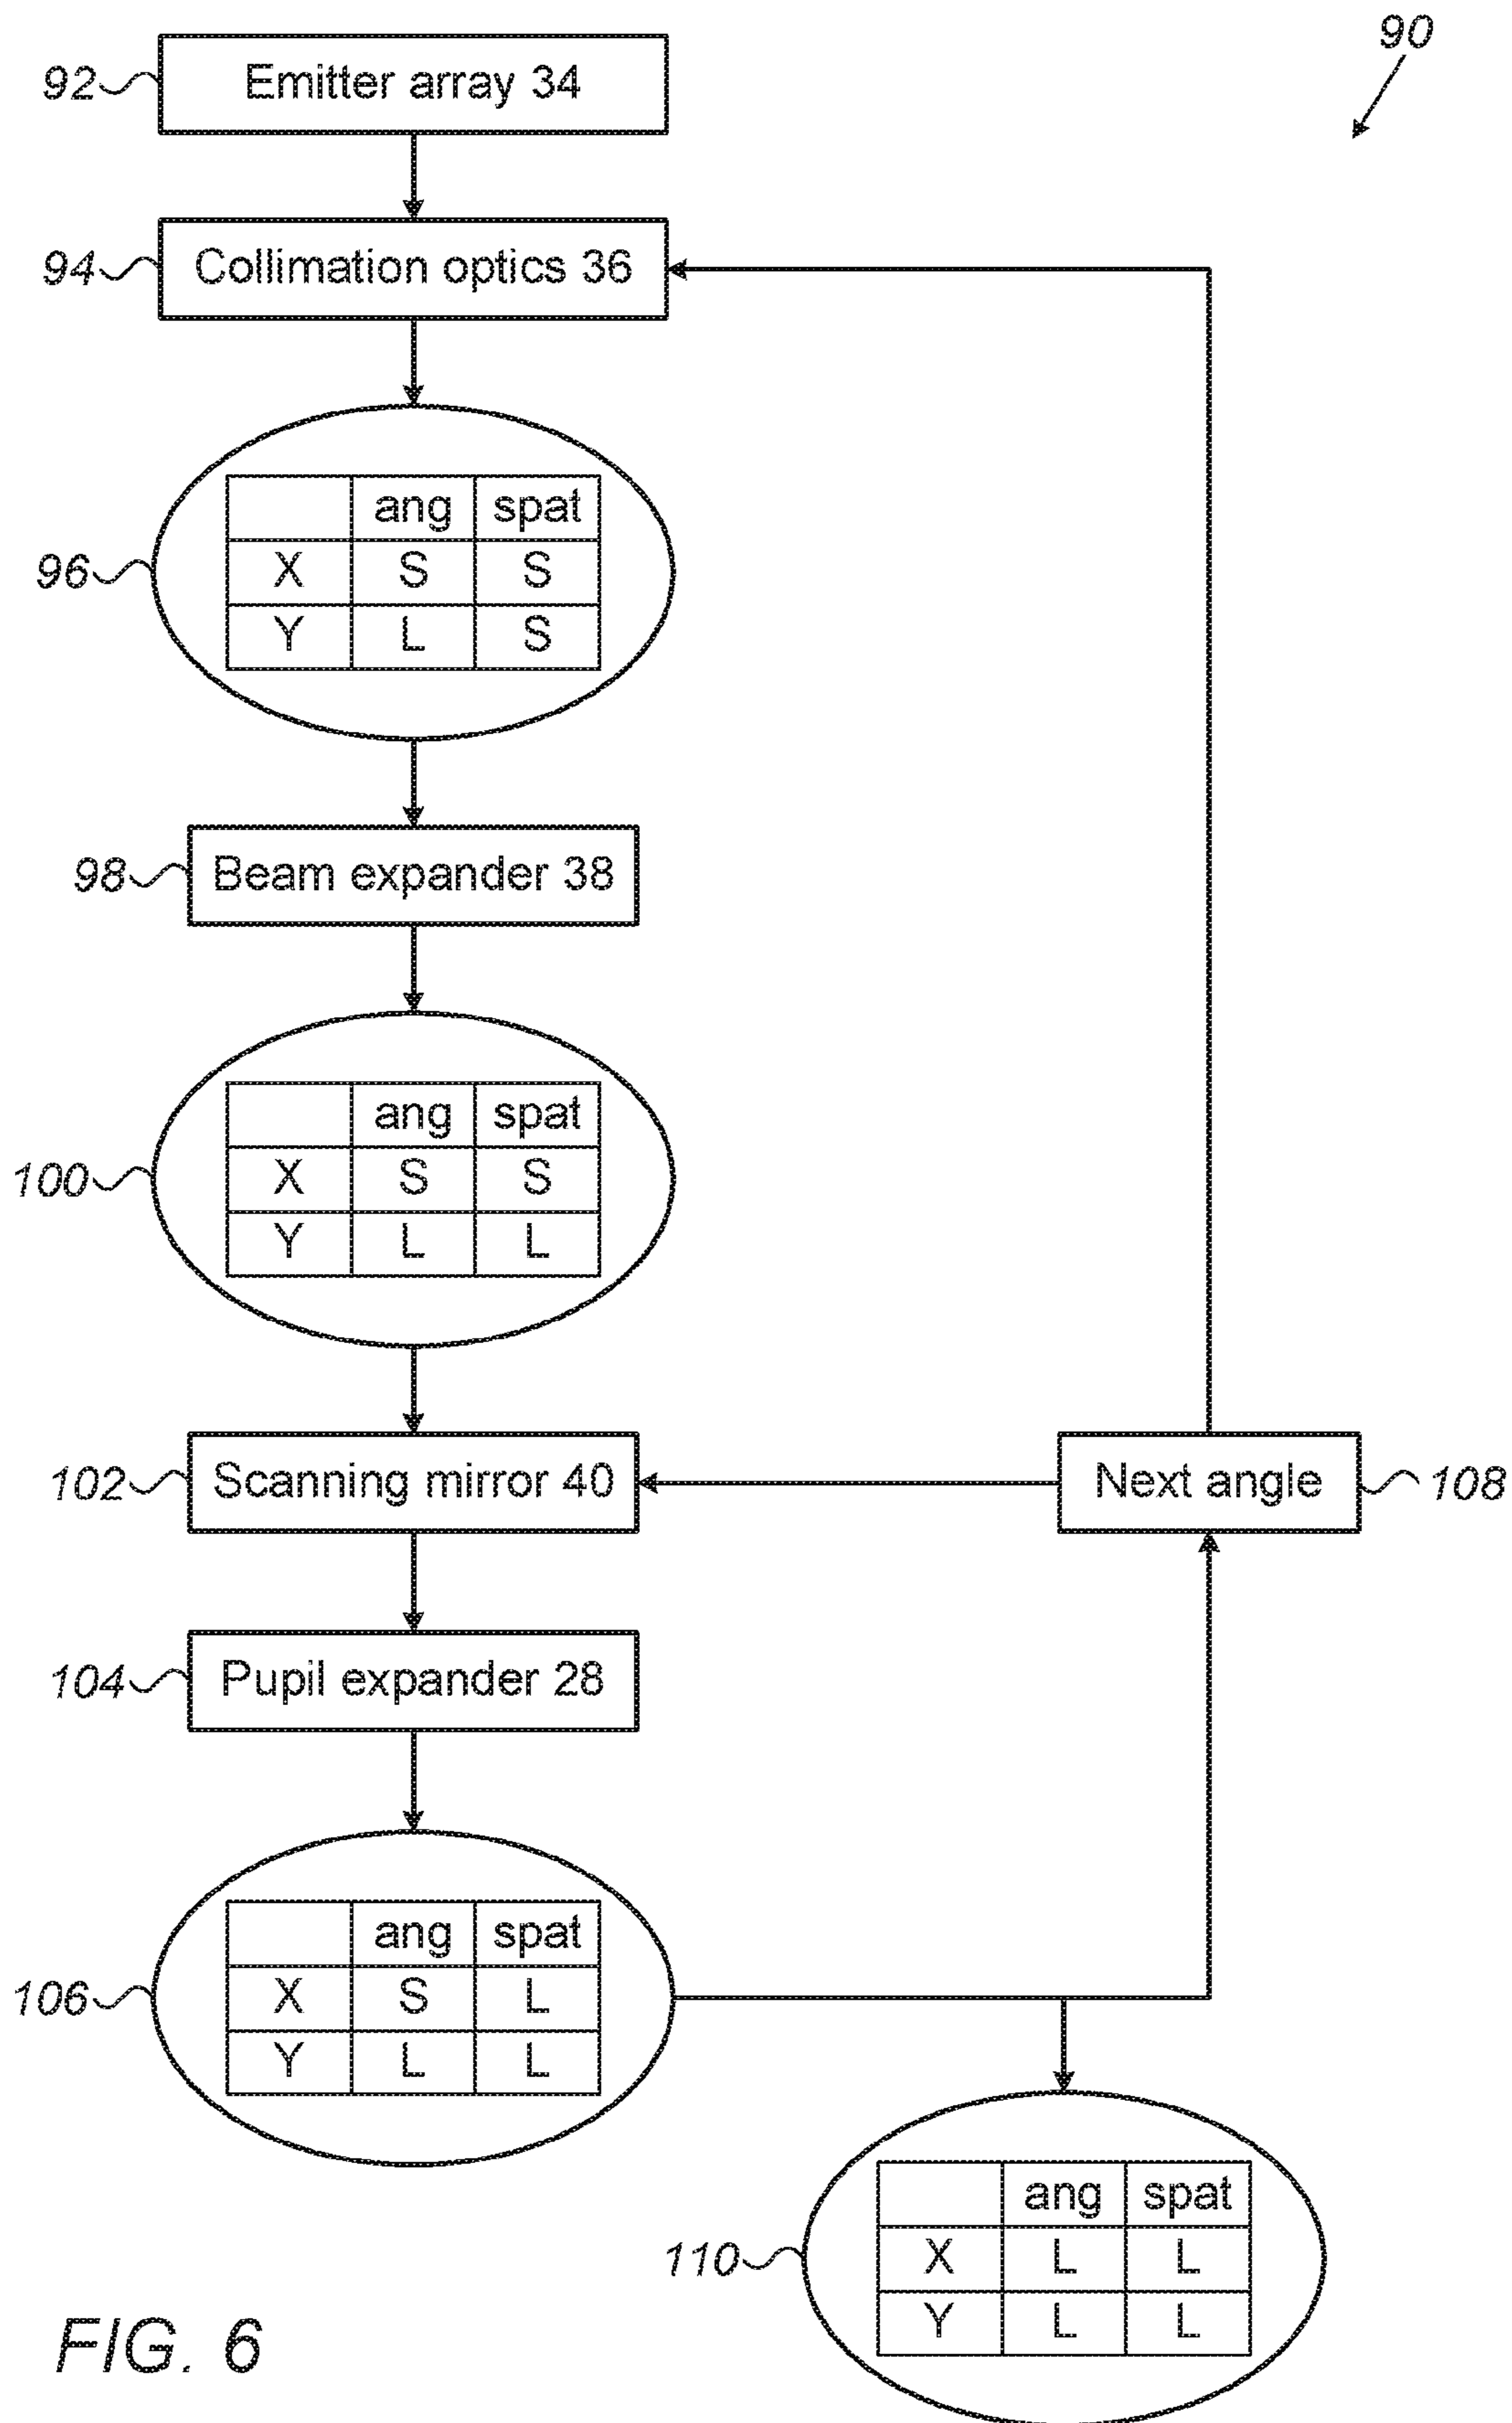 90
92 Emitter array 34
94 Collimation optics 36
ang spat
96 X S S
Y L S
98 Beam expander 38
ang spat
100 X S S
Y L L
102 Scanning mirror 40
Next angle 108
104 Pupil expander 28
ang spat
106 X S L
Y L L
ang spat
110 X L L
Y L L
FIG. 6